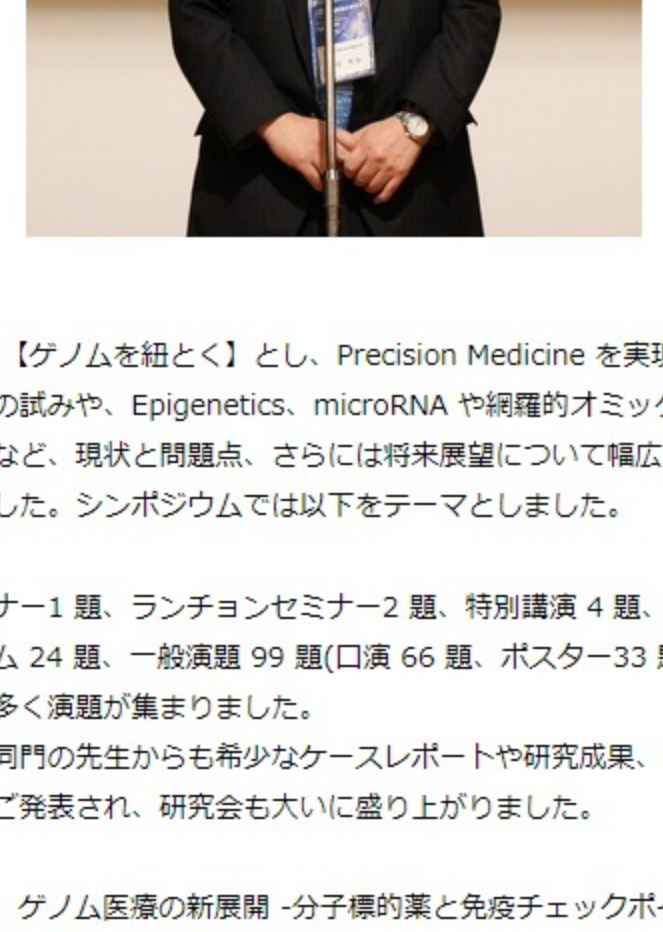 【ゲノムを紐とく】とし、Precision Medicine を実現
の試みや、Epigenetics、microRNA や網羅的オミック
など、現状と問題点、さらには将来展望について幅広
した。シンポジウムでは以下をテーマとしました。
ナー1 題、ランチョンセミナー2 題、特別講演 4 題、
ム 24 題、一般演題 99 題(口演 66 題、ポスター33 題
多く演題が集まりました。
同門の先生からも希少なケースレポートや研究成果、
ご発表され、研究会も大いに盛り上がりました。
ゲノム医療の新展開 -分子標的薬と免疫チェックポイ